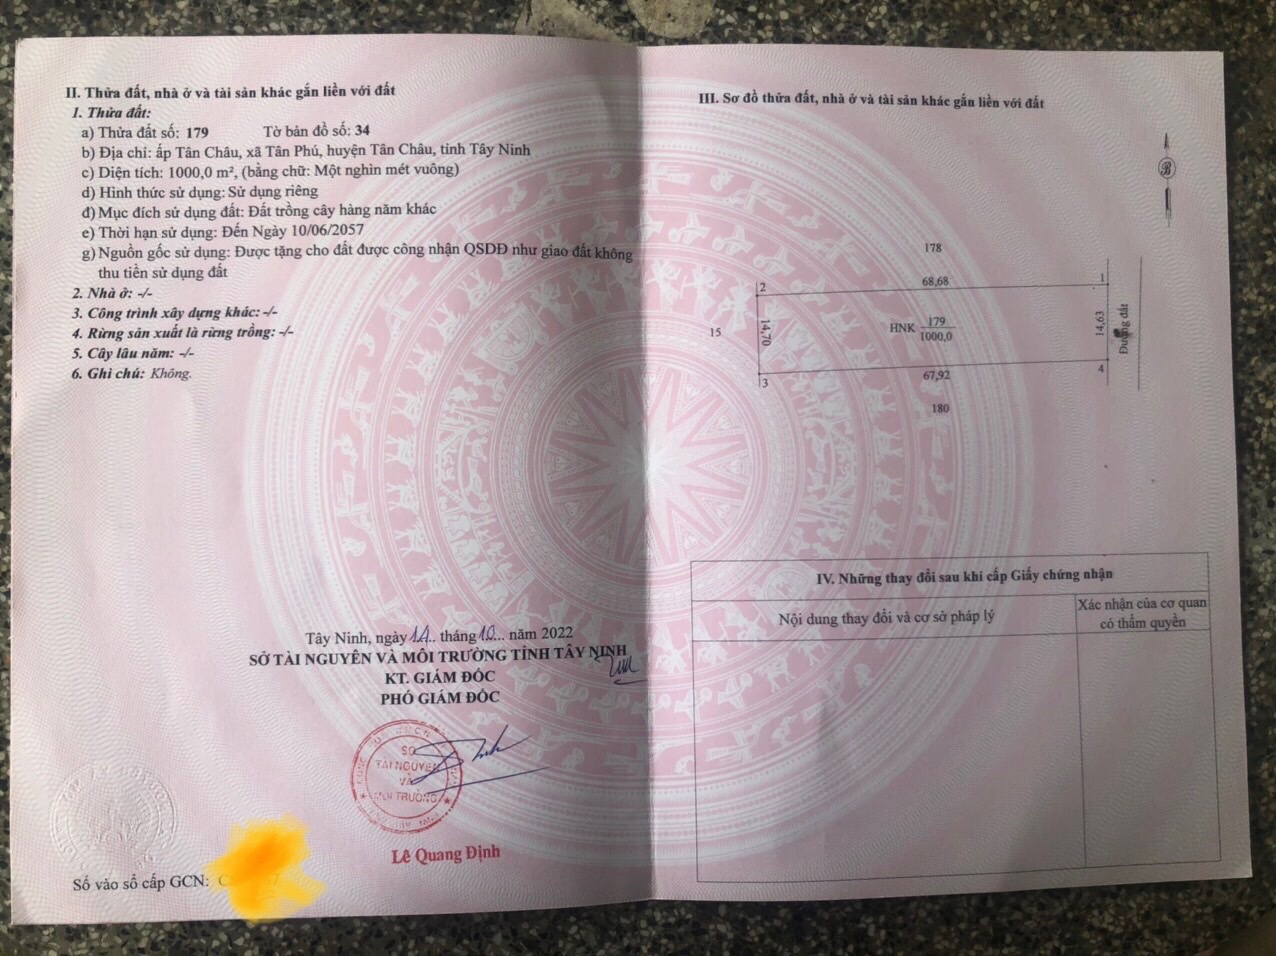 II. Thửa đất, nhà ở và tài sản khác gắn liền với đất
1. Thửa đất:
a) Thửa đất số: 179 Tờ bản đồ số: 34
b) Địa chỉ: ấp Tân Châu, xã Tân Phú, huyện Tân Châu, tỉnh Tây Ninh
c) Diện tích: 1000,0 m², (bằng chữ: Một nghìn mét vuông)
d) Hình thức sử dụng: Sử dụng riêng
đ) Mục đích sử dụng đất: Đất trồng cây hàng năm khác
e) Thời hạn sử dụng: Đến Ngày 10/06/2057
g) Nguồn gốc sử dụng: Được tặng cho đất được công nhận QSDĐ như giao đất không
thu tiền sử dụng đất
2. Nhà ở: -/-
3. Công trình xây dựng khác: -/-
4. Rừng sản xuất là rừng trồng: -/-
5. Cây lâu năm: -/-
6. Ghi chú: Không.
Tây Ninh, ngày 14.. tháng 10... năm 2022
SỞ TÀI NGUYÊN VÀ MÔI TRƯỜNG TỈNH TÂY NINH
KT. GIÁM ĐỐC
PHÓ GIÁM ĐỐC
SỞ
TÀI NGUYÊN
VÀ
MÔI TRƯỜNG
Lê Quang Định
Số vào sổ cấp GCN:
III. Sơ đồ thửa đất, nhà ở và tài sản khác gắn liền với đất
B
178
68,68
2
1
15
14,70
HNK 179
1000,0
14,63
Đường đất
3
67,92
4
180
IV. Những thay đổi sau khi cấp Giấy chứng nhận
Nội dung thay đổi và cơ sở pháp lý
Xác nhận của cơ quan
có thẩm quyền